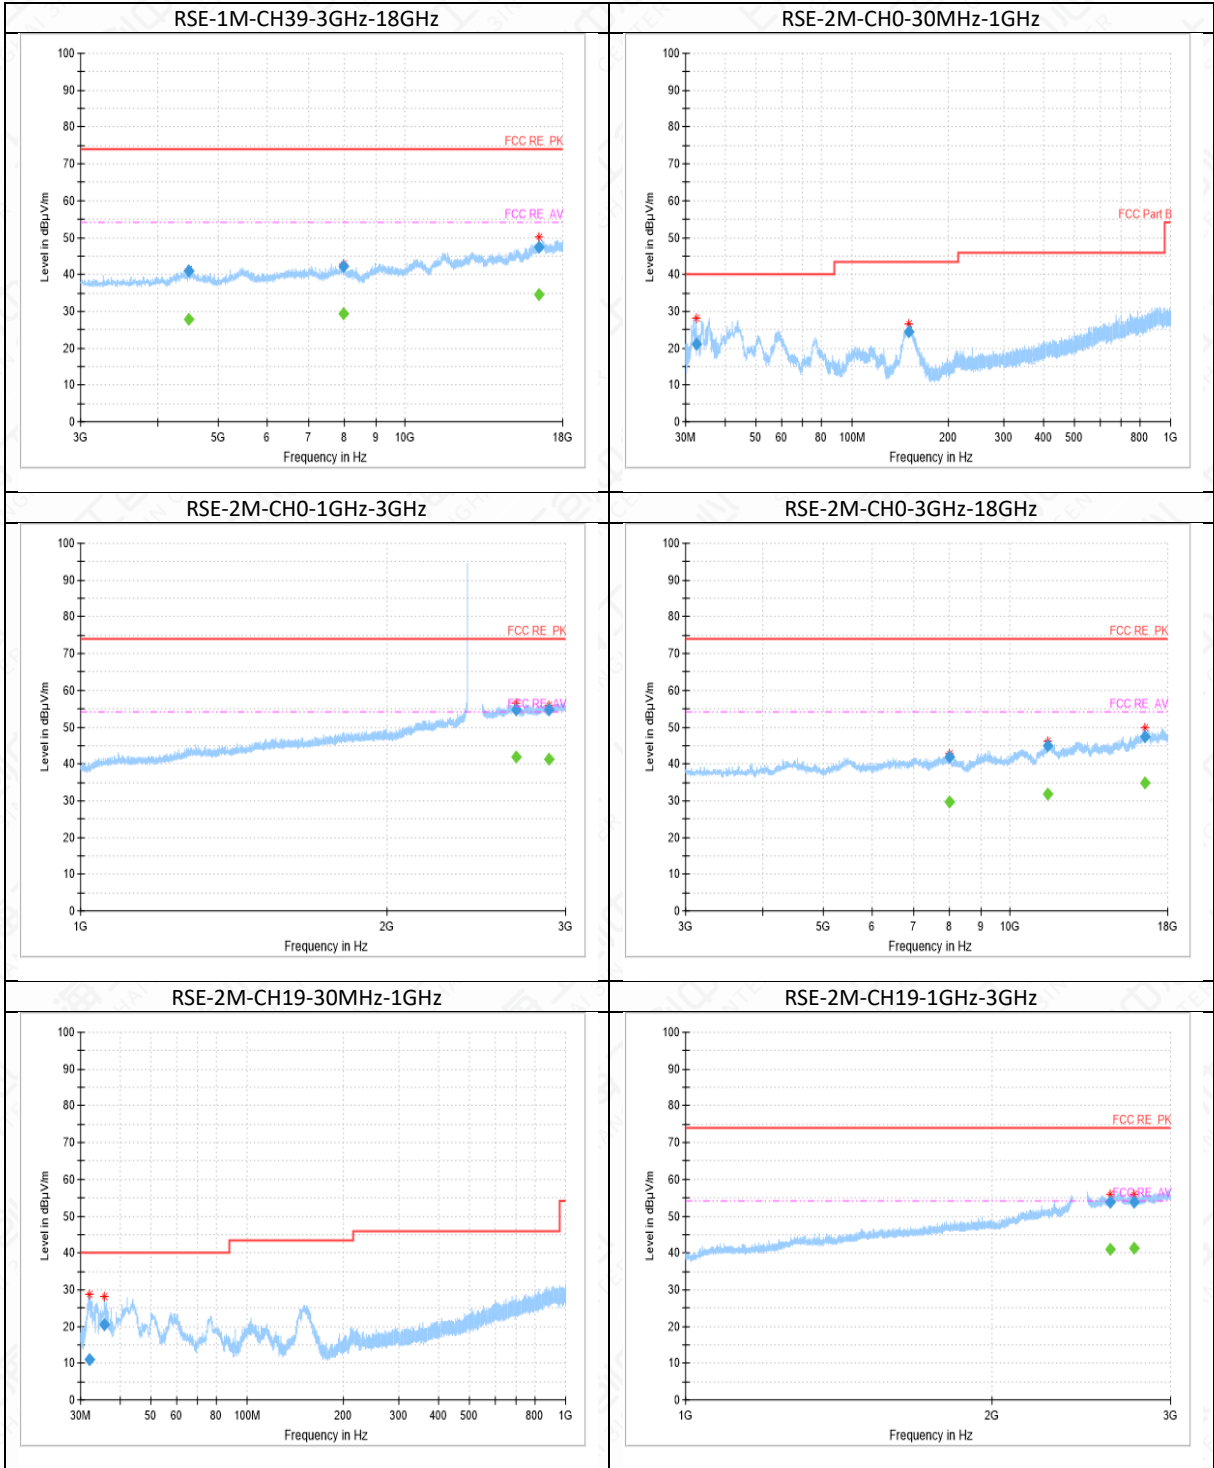 RSE-1M-CH39-3GHz-18GHz
100
90
80
70
60
50
40
30
20
10
0
Level in dBµV/m
FCC RE PK
FCC RE AV
3G 5G 6 7 8 9 10G 18G
Frequency in Hz
RSE-2M-CH0-30MHz-1GHz
100
90
80
70
60
50
40
30
20
10
0
Level in dBµV/m
FCC Part B
30M 50 60 80 100M 200 300 400 500 800 1G
Frequency in Hz
RSE-2M-CH0-1GHz-3GHz
100
90
80
70
60
50
40
30
20
10
0
Level in dBµV/m
FCC RE PK
FCC RE AV
1G 2G 3G
Frequency in Hz
RSE-2M-CH0-3GHz-18GHz
100
90
80
70
60
50
40
30
20
10
0
Level in dBµV/m
FCC RE PK
FCC RE AV
3G 5G 6 7 8 9 10G 18G
Frequency in Hz
RSE-2M-CH19-30MHz-1GHz
100
90
80
70
60
50
40
30
20
10
0
Level in dBµV/m
30M 50 60 80 100M 200 300 400 500 800 1G
Frequency in Hz
RSE-2M-CH19-1GHz-3GHz
100
90
80
70
60
50
40
30
20
10
0
Level in dBµV/m
FCC RE PK
FCC RE AV
1G 2G 3G
Frequency in Hz